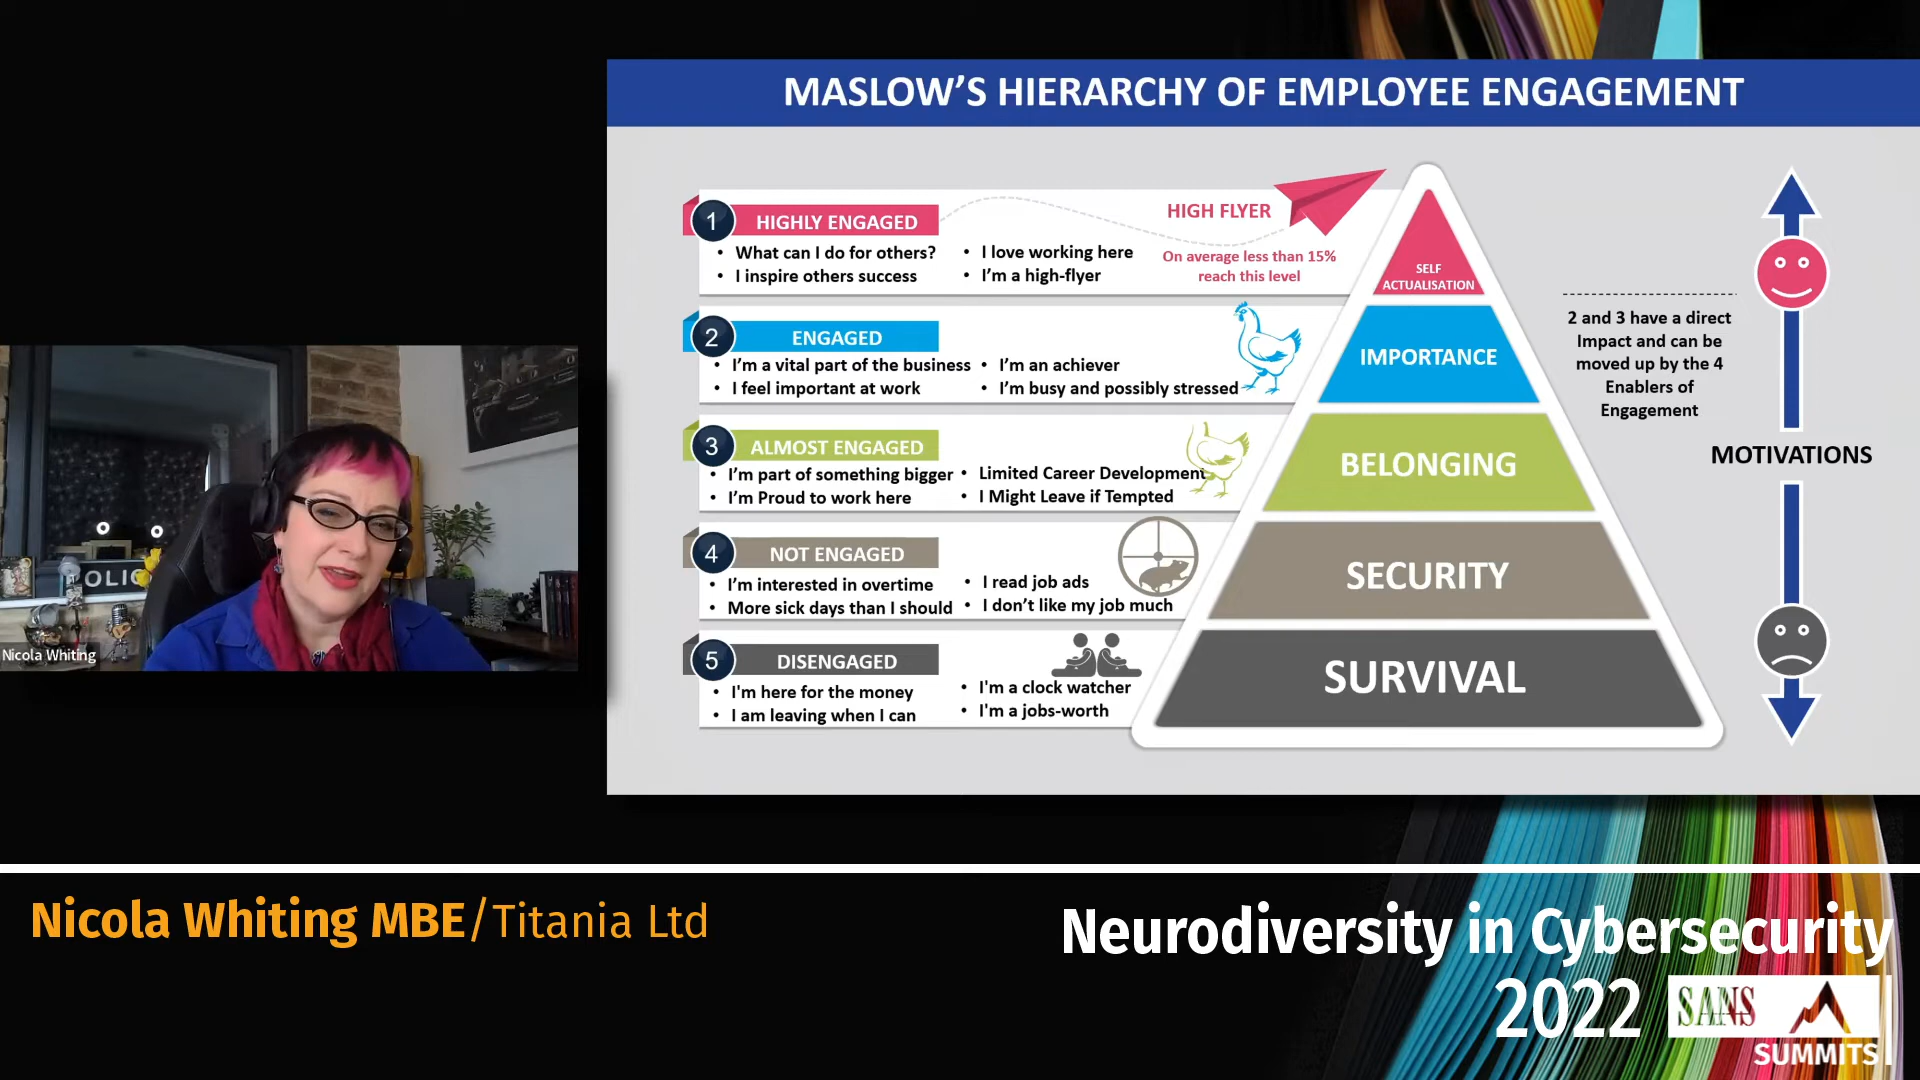 MASLOW'S HIERARCHY OF EMPLOYEE ENGAGEMENT
1 HIGHLY ENGAGED
• What can I do for others?
• I inspire others success
• I love working here
• I'm a high-flyer
HIGH FLYER
On average less than 15%
reach this level
2 ENGAGED
• I'm a vital part of the business
• I feel important at work
• I'm an achiever
• I'm busy and possibly stressed
3 ALMOST ENGAGED
• I'm part of something bigger
• I'm Proud to work here
• Limited Career Development
• I Might Leave if Tempted
4 NOT ENGAGED
• I'm interested in overtime
• More sick days than I should
• I read job ads
• I don't like my job much
5 DISENGAGED
• I'm here for the money
• I am leaving when I can
• I'm a clock watcher
• I'm a jobs-worth
SELF
ACTUALISATION
IMPORTANCE
BELONGING
SECURITY
SURVIVAL
2 and 3 have a direct
Impact and can be
moved up by the 4
Enablers of
Engagement
MOTIVATIONS
OLIC
Nicola Whiting
Nicola Whiting MBE/Titania Ltd
Neurodiversity in Cybersecurity
2022
SANS
SUMMITS